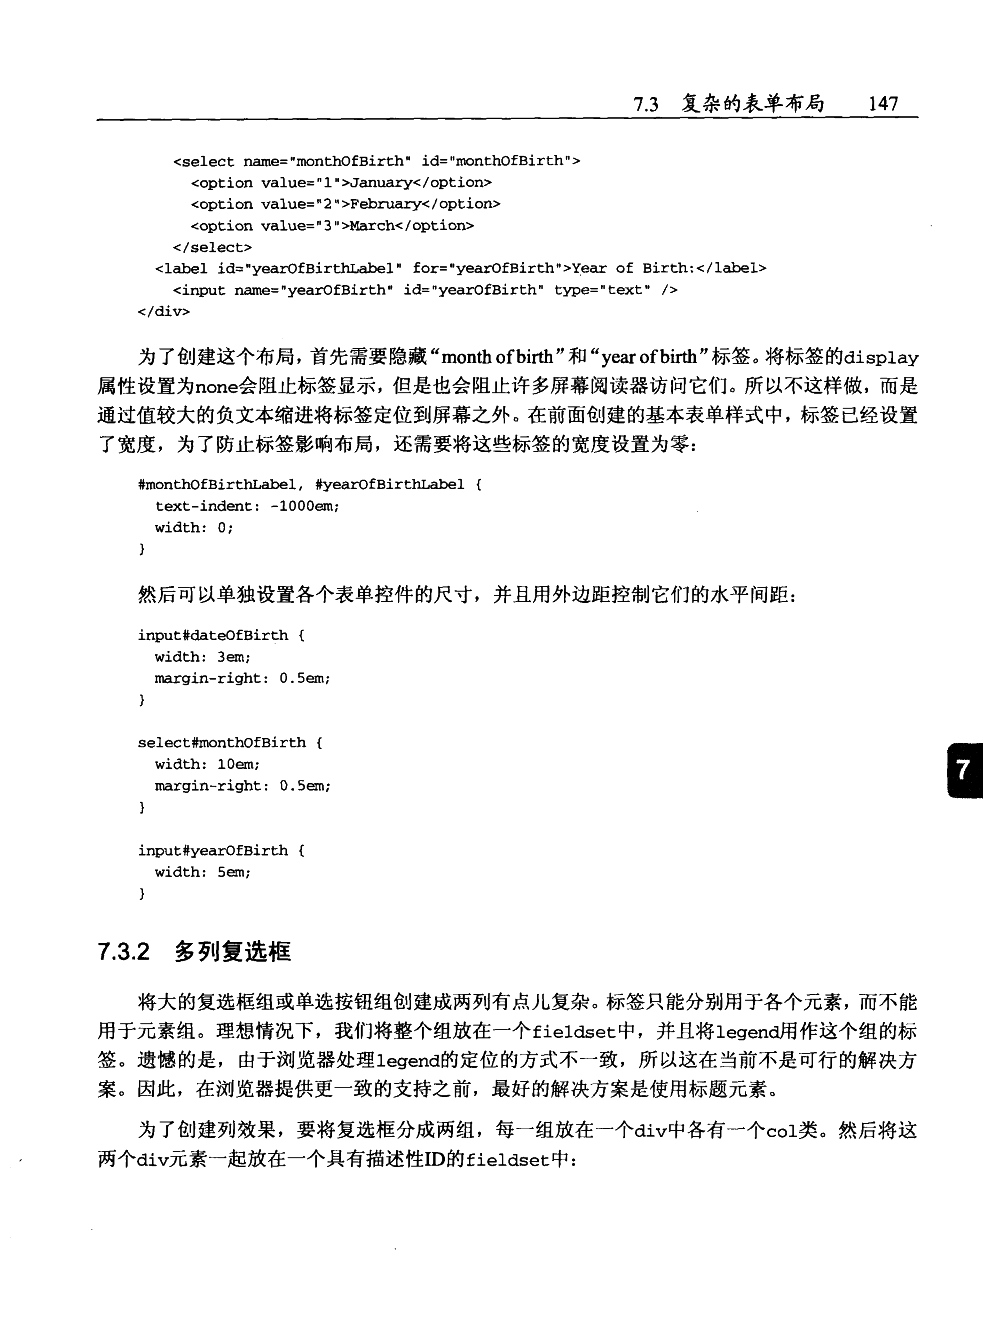 7.3 复杂的表单布局 147
<select name="monthOfBirth" id="monthOfBirth">
<option value="1">January</option>
<option value="2">February</option>
<option value="3">March</option>
</select>
<label id="yearOfBirthLabel" for="yearOfBirth">Year of Birth:</label>
<input name="yearOfBirth" id="yearOfBirth" type="text" />
</div>
为了创建这个布局，首先需要隐藏“month of birth”和“year of birth”标签。将标签的display
属性设置为none会阻止标签显示，但是也会阻止许多屏幕阅读器访问它们。所以不这样做，而是
通过值较大的负文本缩进将标签定位到屏幕之外。在前面创建的基本表单样式中，标签已经设置
了宽度，为了防止标签影响布局，还需要将这些标签的宽度设置为零：
#monthOfBirthLabel, #yearOfBirthLabel {
text-indent: -1000em;
width: 0;
}
然后可以单独设置各个表单控件的尺寸，并且用外边距控制它们的水平间距：
input#dateOfBirth {
width: 3em;
margin-right: 0.5em;
}
select#monthOfBirth {
width: 10em;
margin-right: 0.5em;
}
input#yearOfBirth {
width: 5em;
}
7
7.3.2 多列复选框
将大的复选框组或单选按钮组创建成两列有点儿复杂。标签只能分别用于各个元素，而不能
用于元素组。理想情况下，我们将整个组放在一个fieldset中，并且将legend用作这个组的标
签。遗憾的是，由于浏览器处理legend的定位的方式不一致，所以这在当前不是可行的解决方
案。因此，在浏览器提供更一致的支持之前，最好的解决方案是使用标题元素。
为了创建列效果，要将复选框分成两组，每一组放在一个div中各有一个col类。然后将这
两个div元素一起放在一个具有描述性ID的fieldset中：